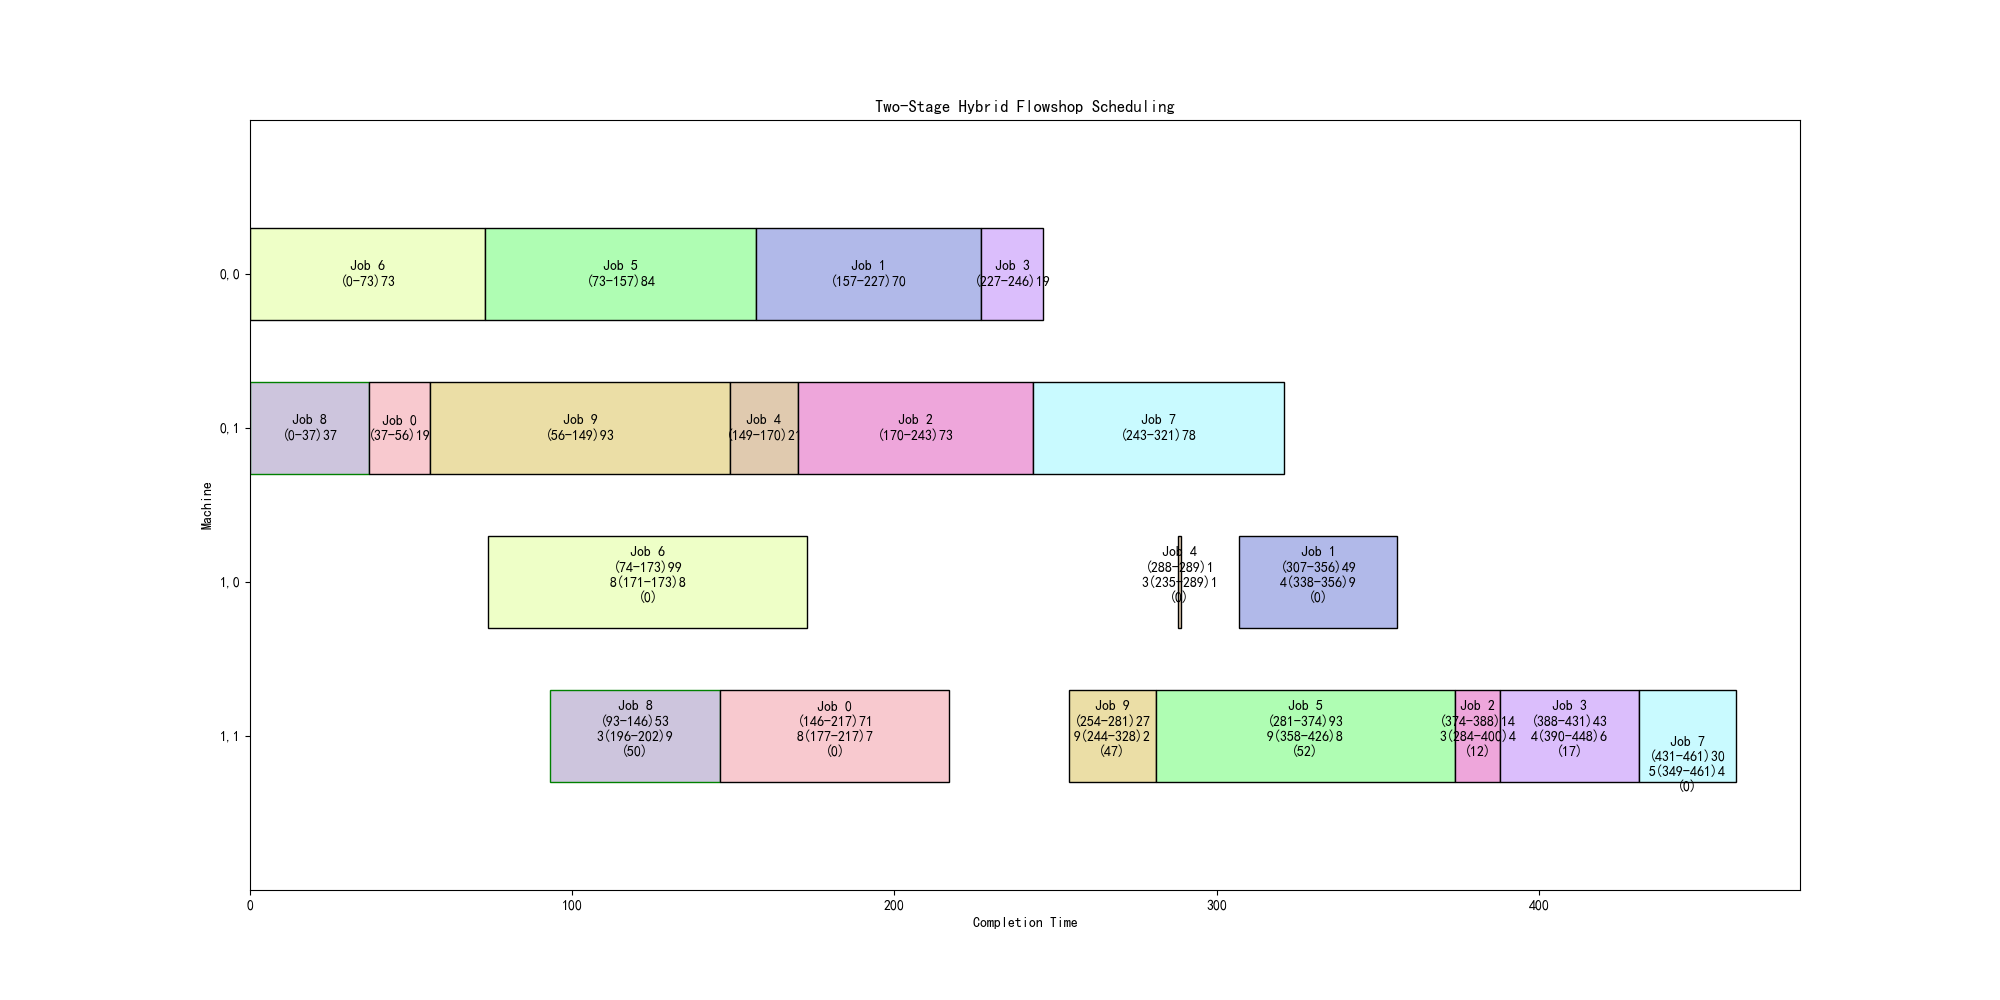 Two-Stage Hybrid Flowshop Scheduling
Machine
0,0
Job 6
(0-73)73
Job 5
(73-157)84
Job 1
(157-227)70
Job 3
(227-246)19
0,1
Job 8
(0-37)37
Job 0
(37-56)19
Job 9
(56-149)93
Job 4
(149-170)21
Job 2
(170-243)73
Job 7
(243-321)78
1,0
Job 6
(74-173)99
8(171-173)8
(0)
Job 4
(288-289)1
3(235-289)1
(0)
Job 1
(307-356)49
4(338-356)9
(0)
1,1
Job 8
(93-146)53
3(196-202)9
(50)
Job 0
(146-217)71
8(177-217)7
(0)
Job 9
(254-281)27
9(244-328)2
(47)
Job 5
(281-374)93
9(358-426)8
(52)
Job 2
(374-388)14
3(284-400)4
(12)
Job 3
(388-431)43
4(390-448)6
(17)
Job 7
(431-461)30
5(349-461)4
(0)
0
100
200
300
400
Completion Time